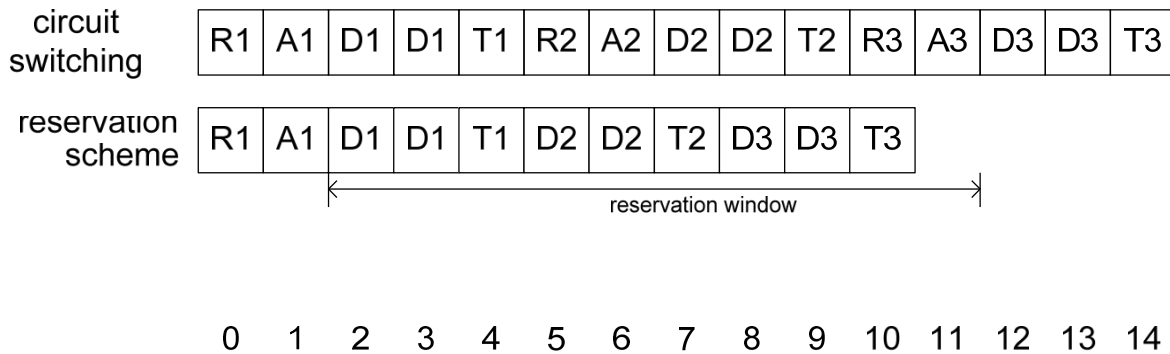 circuit
switching
R1 A1 D1 D1 T1 R2 A2 D2 D2 T2 R3 A3 D3 D3 T3
reservation
scheme
R1 A1 D1 D1 T1 D2 D2 T2 D3 D3 T3
reservation window
0 1 2 3 4 5 6 7 8 9 10 11 12 13 14